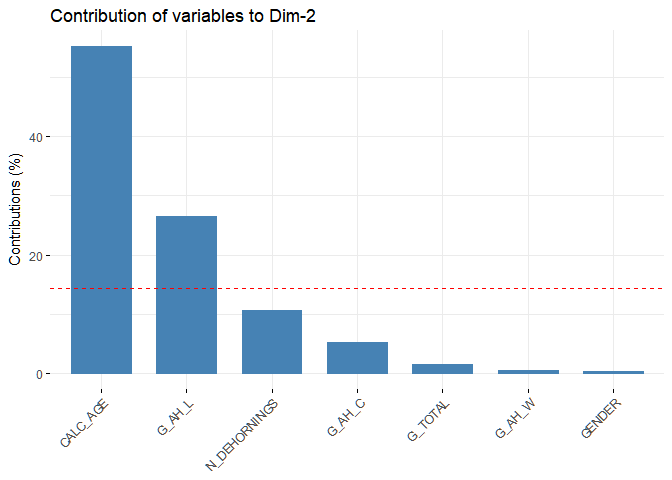 Contribution of variables to Dim-2
Contributions (%)
40
20
0
CALC_AGE
G_AH_L
N_DEHORNINGS
G_AH_C
G_TOTAL
G_AH_W
GENDER